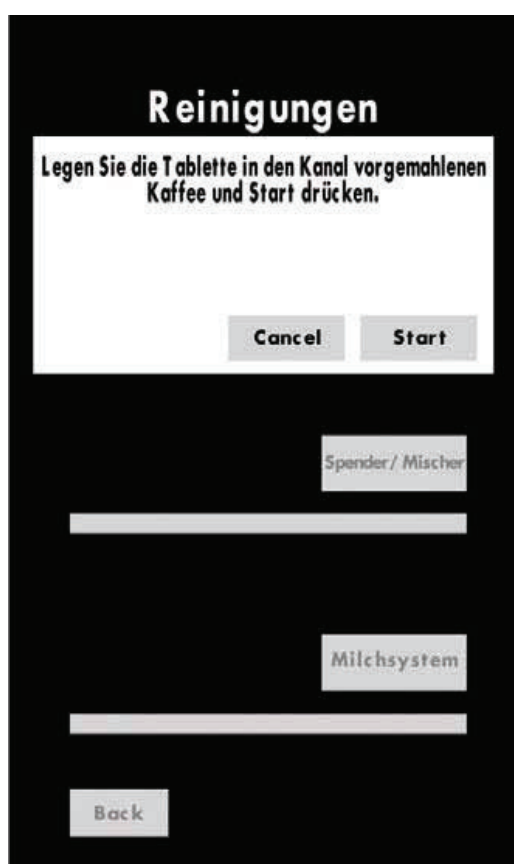 Reinigungen
Legen Sie die Tablette in den Kanal vorgemahlenen
Kaffee und Start drücken.
Cancel
Start
Spender/ Mischer
Milchsystem
Back